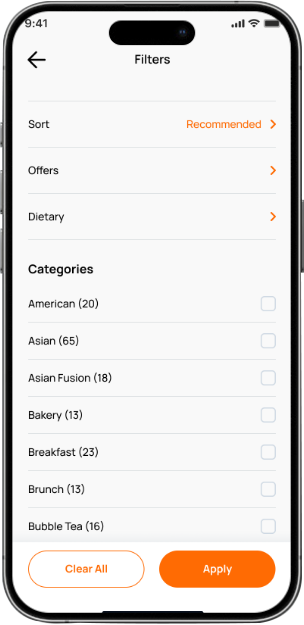 9:41
Filters
Sort Recommended
Offers
Dietary
Categories
American (20)
Asian (65)
Asian Fusion (18)
Bakery (13)
Breakfast (23)
Brunch (13)
Bubble Tea (16)
Clear All Apply